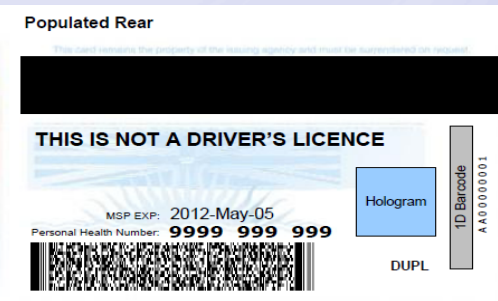 Populated Rear
This card remains the property of the issuing agency and must be surrendered on request.
THIS IS NOT A DRIVER'S LICENCE
MSP EXP: 2012-May-05
Personal Health Number: 9999 999 999
Hologram
DUPL
1D Barcode
AA00000001